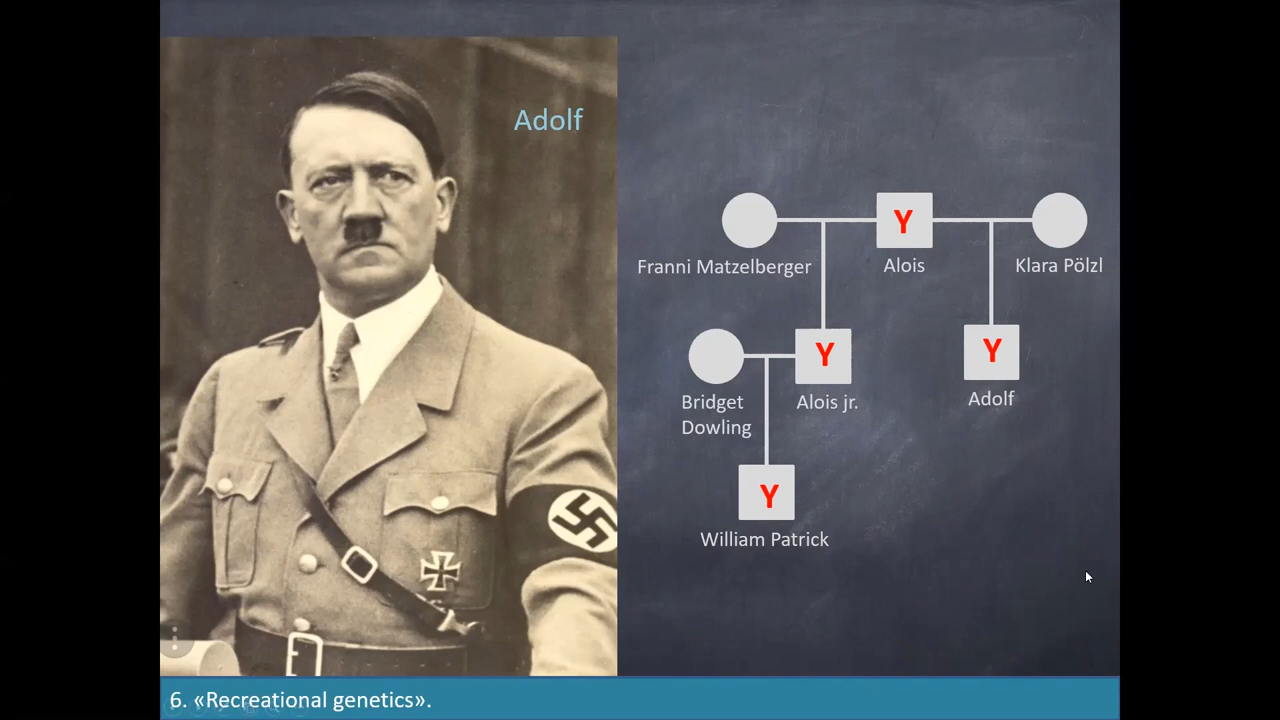 Adolf
Y
Franni Matzelberger
Alois
Klara Pölzl
Y
Y
Bridget
Dowling
Alois jr.
Adolf
Y
William Patrick
6. «Recreational genetics».